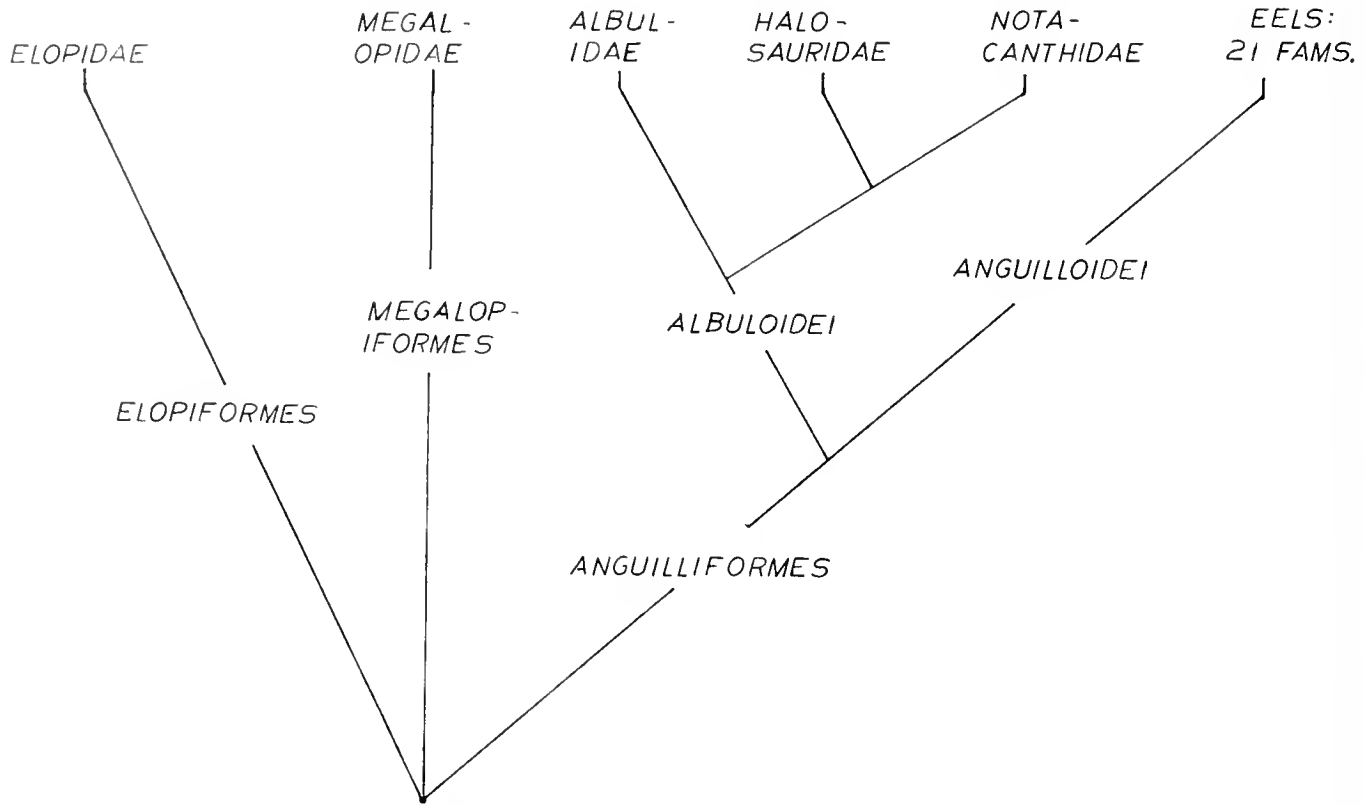 ELOPIDAE
MEGAL-
OPIDAE
ALBUL-
IDAE
HALO-
SAURIDAE
NOTA-
CANTHIDAE
EELS:
21 FAMS.
ANGUILLOIDEI
MEGALOP-
IFORMES
ALBULOIDEI
ELOPIFORMES
ANGUILLIFORMES